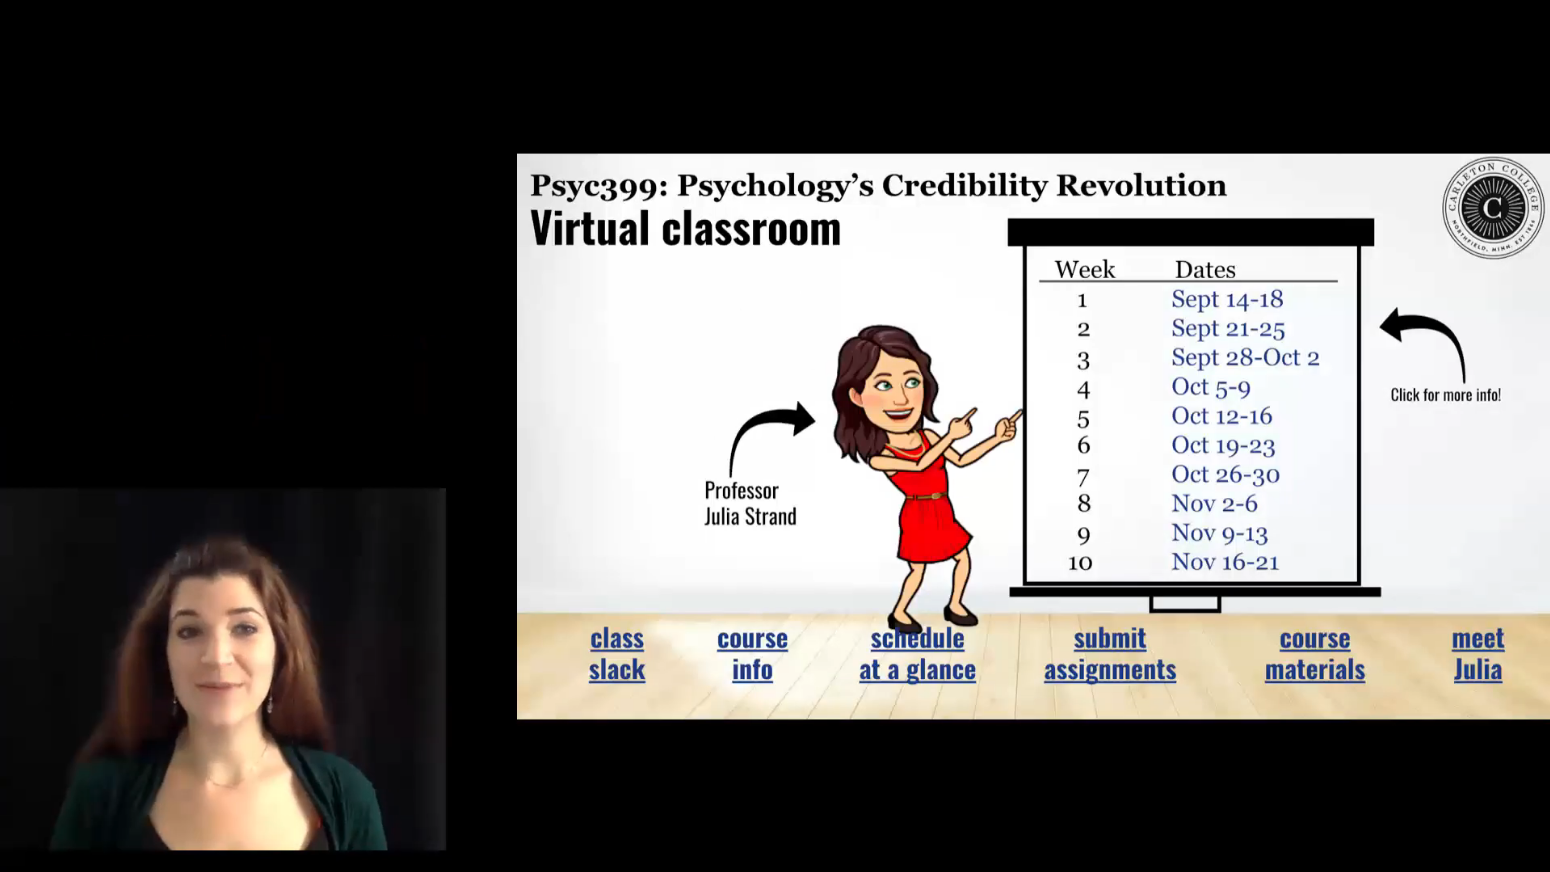 Psyc399: Psychology's Credibility Revolution
Virtual classroom
CARLETON COLLEGE
C
NORTHFIELD, MINN. EST 1866
Week Dates
1 Sept 14-18
2 Sept 21-25
3 Sept 28-Oct 2
4 Oct 5-9
5 Oct 12-16
6 Oct 19-23
7 Oct 26-30
8 Nov 2-6
9 Nov 9-13
10 Nov 16-21
Click for more info!
Professor
Julia Strand
class
slack
course
info
schedule
at a glance
submit
assignments
course
materials
meet
Julia